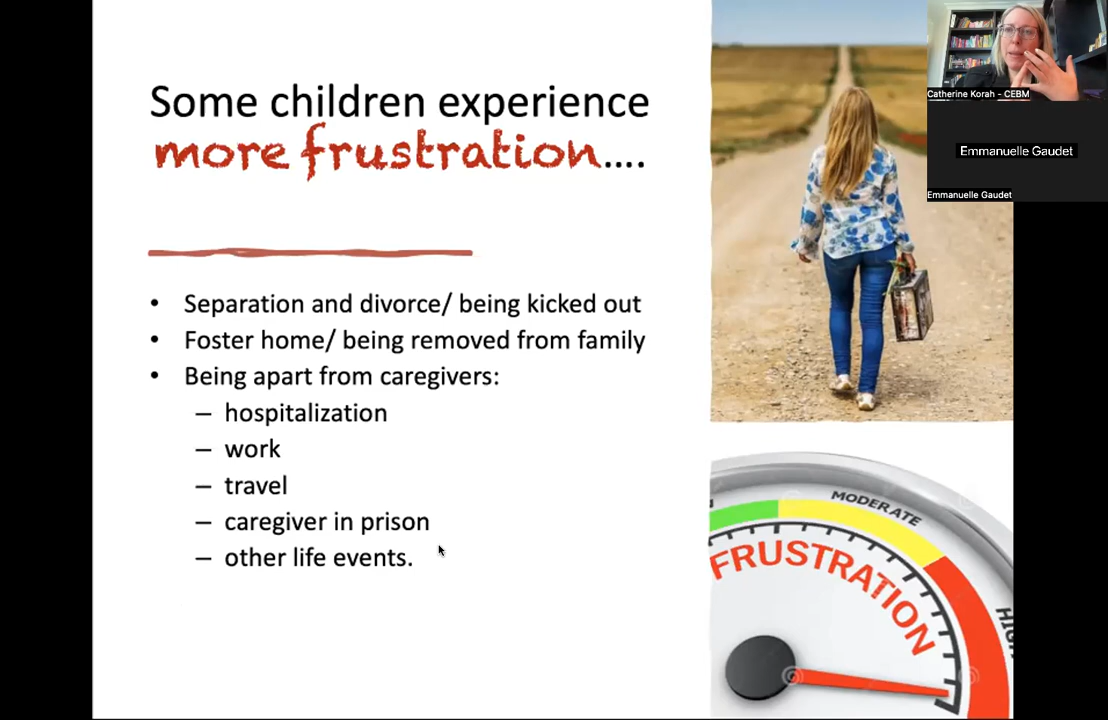 Some children experience
more frustration....
• Separation and divorce/ being kicked out
• Foster home/ being removed from family
• Being apart from caregivers:
– hospitalization
– work
– travel
– caregiver in prison
– other life events.
Catherine Korah - CEBM
Emmanuelle Gaudet
Emmanuelle Gaudet
MODERATE
FRUSTRATION